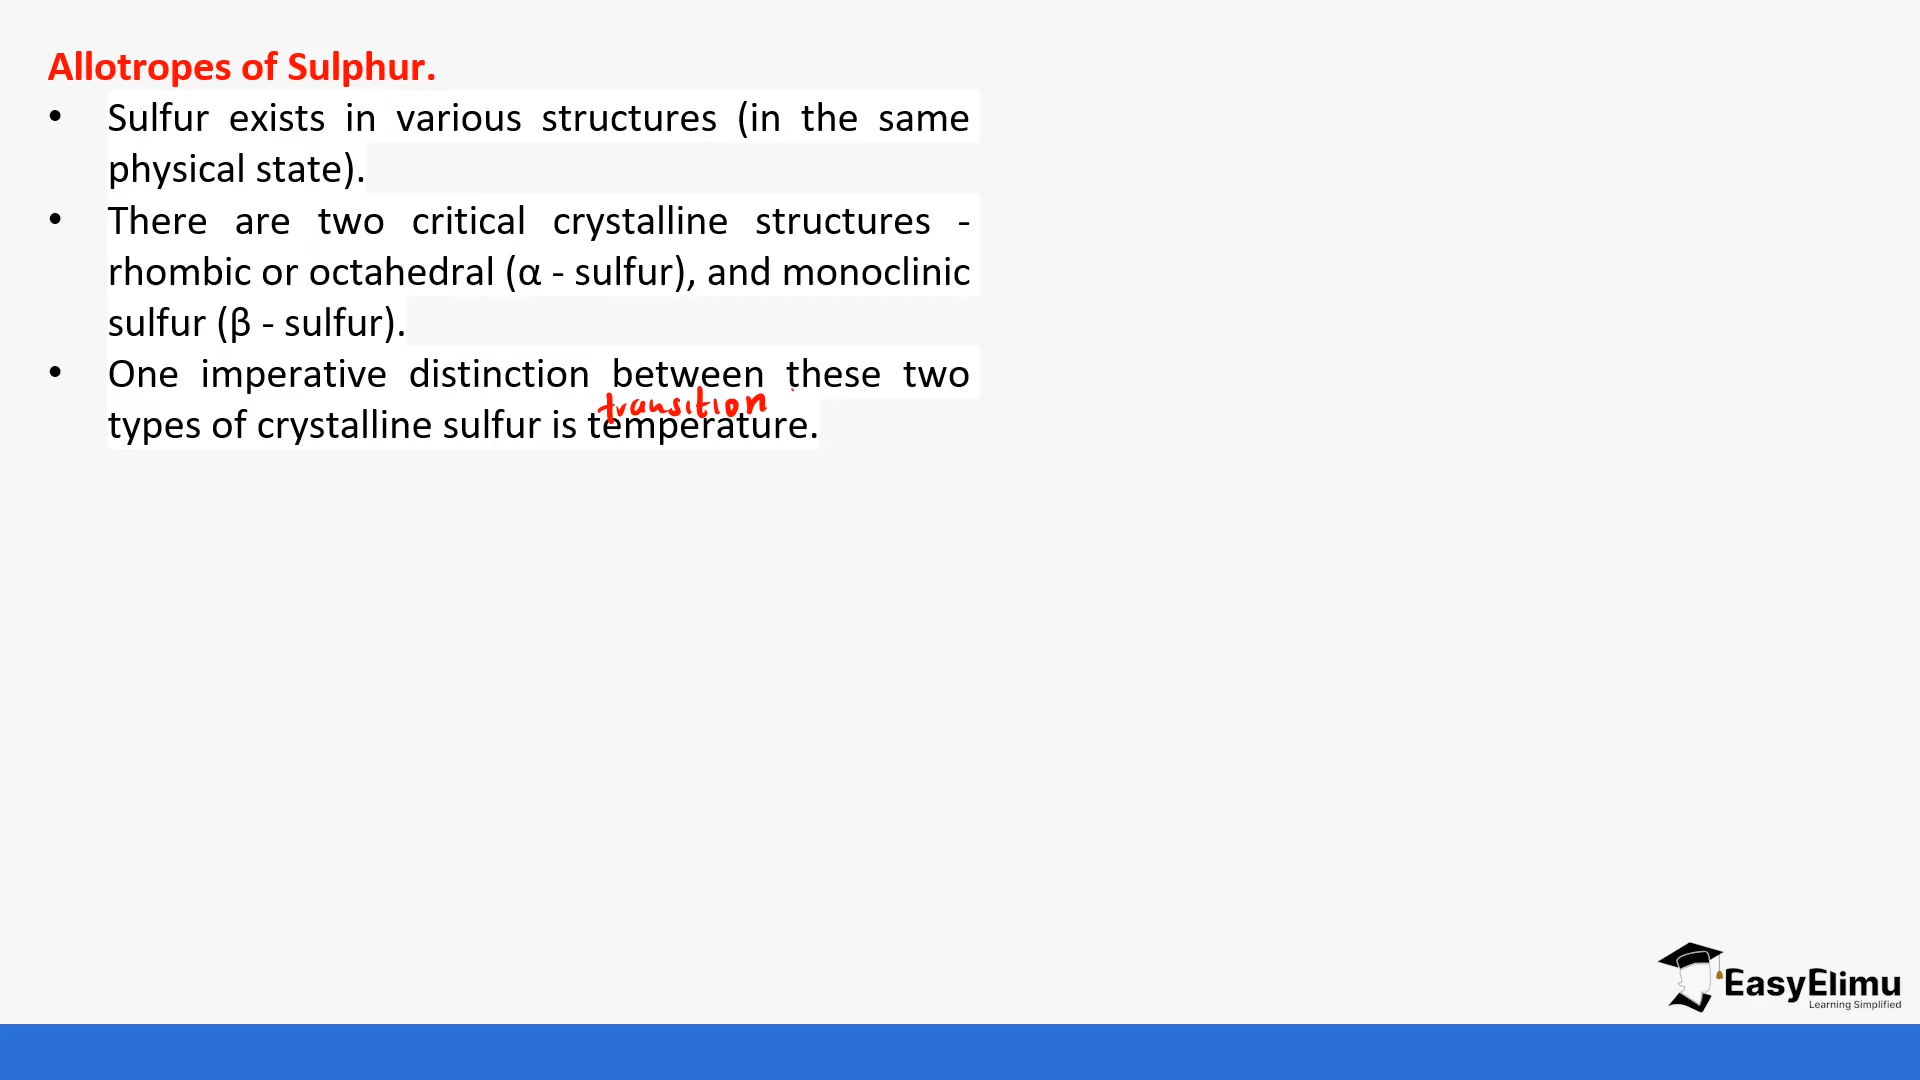 Allotropes of Sulphur.
• Sulfur exists in various structures (in the same
physical state).
• There are two critical crystalline structures -
rhombic or octahedral (α - sulfur), and monoclinic
sulfur (β - sulfur).
• One imperative distinction between these two
transition
types of crystalline sulfur is temperature.
EasyElimu
Learning Simplified